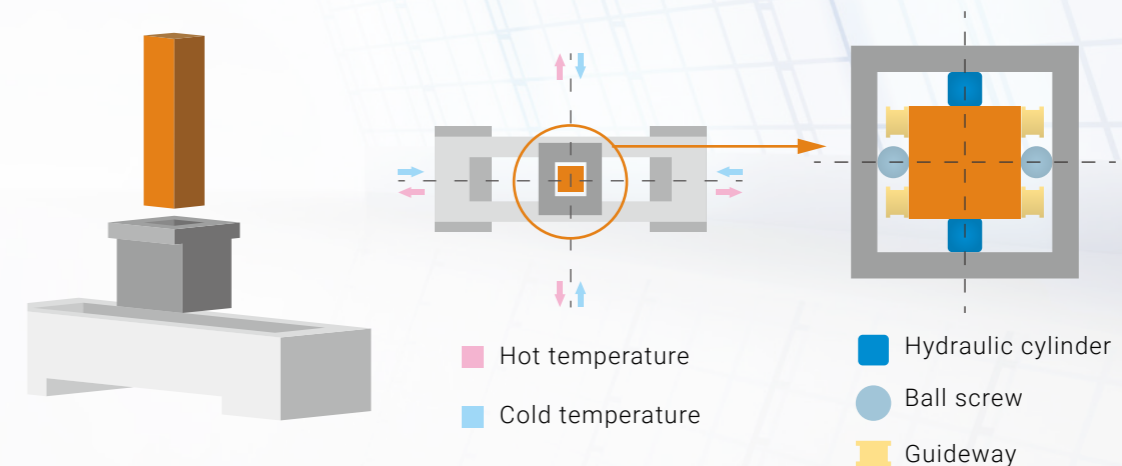 Hot temperature
Cold temperature
Hydraulic cylinder
Ball screw
Guideway